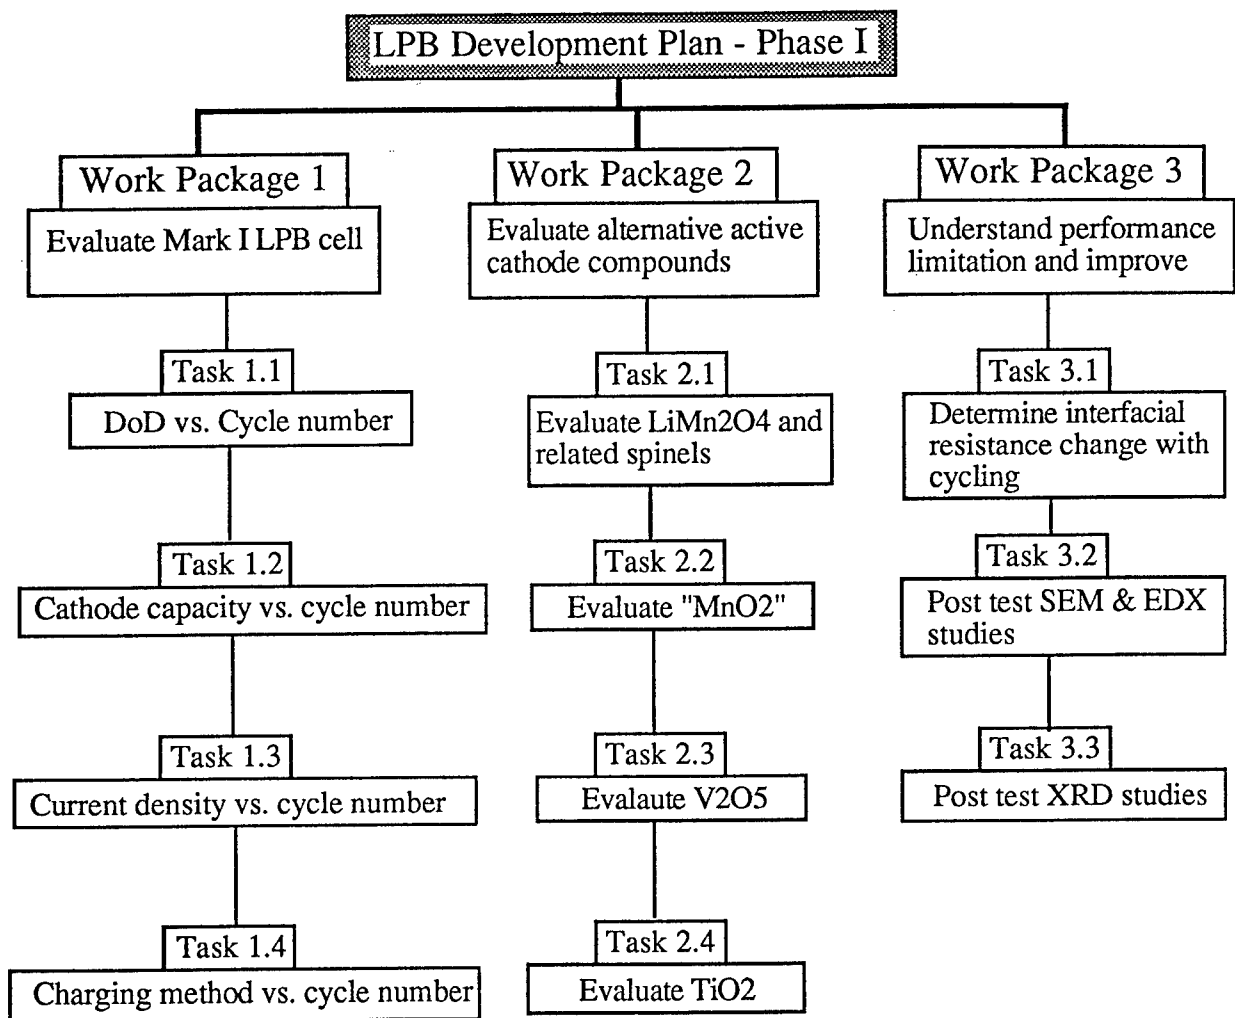 LPB Development Plan - Phase I
Work Package 1
Evaluate Mark I LPB cell
Task 1.1
DoD vs. Cycle number
Task 1.2
Cathode capacity vs. cycle number
Task 1.3
Current density vs. cycle number
Task 1.4
Charging method vs. cycle number
Work Package 2
Evaluate alternative active
cathode compounds
Task 2.1
Evaluate LiMn2O4 and
related spinels
Task 2.2
Evaluate "MnO2"
Task 2.3
Evalaute V2O5
Task 2.4
Evaluate TiO2
Work Package 3
Understand performance
limitation and improve
Task 3.1
Determine interfacial
resistance change with
cycling
Task 3.2
Post test SEM & EDX
studies
Task 3.3
Post test XRD studies